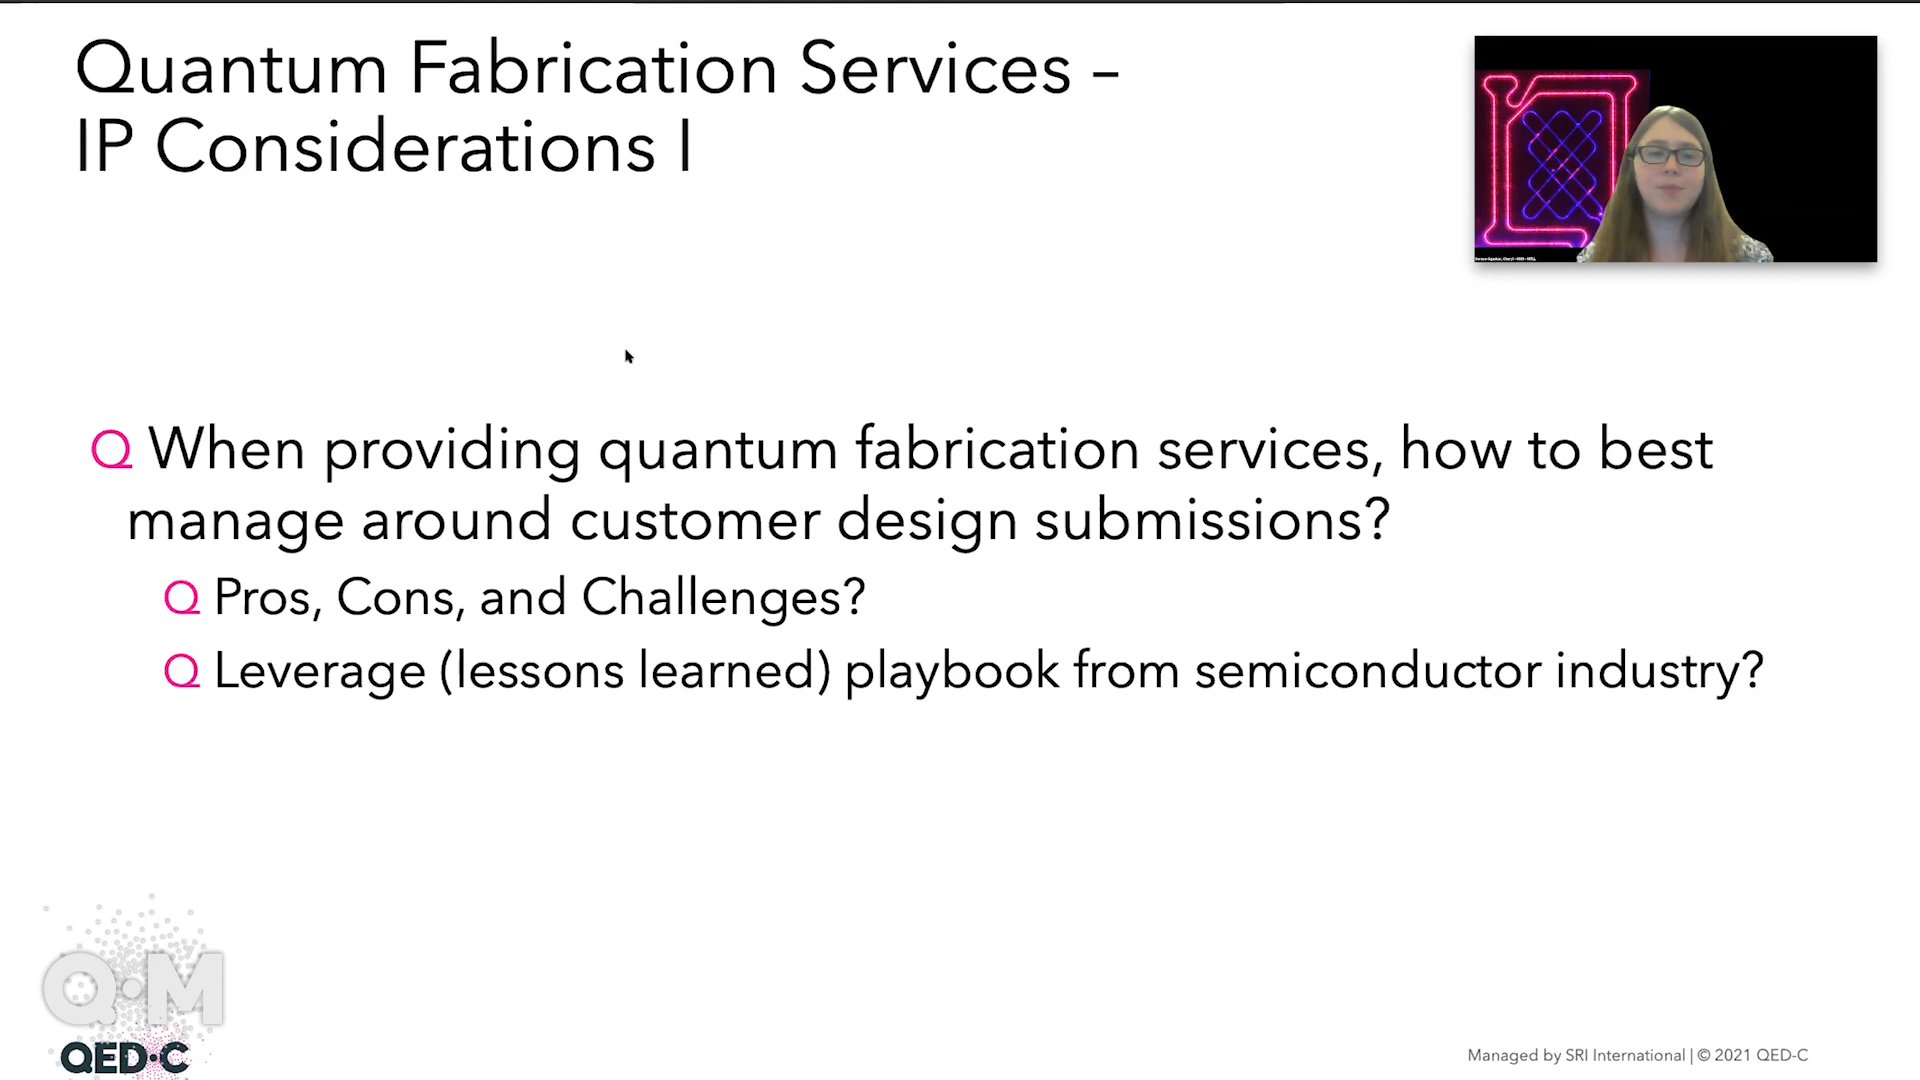 Quantum Fabrication Services –
IP Considerations I
Q When providing quantum fabrication services, how to best
manage around customer design submissions?
Q Pros, Cons, and Challenges?
Q Leverage (lessons learned) playbook from semiconductor industry?
Q·M
QED·C
Managed by SRI International | © 2021 QED-C